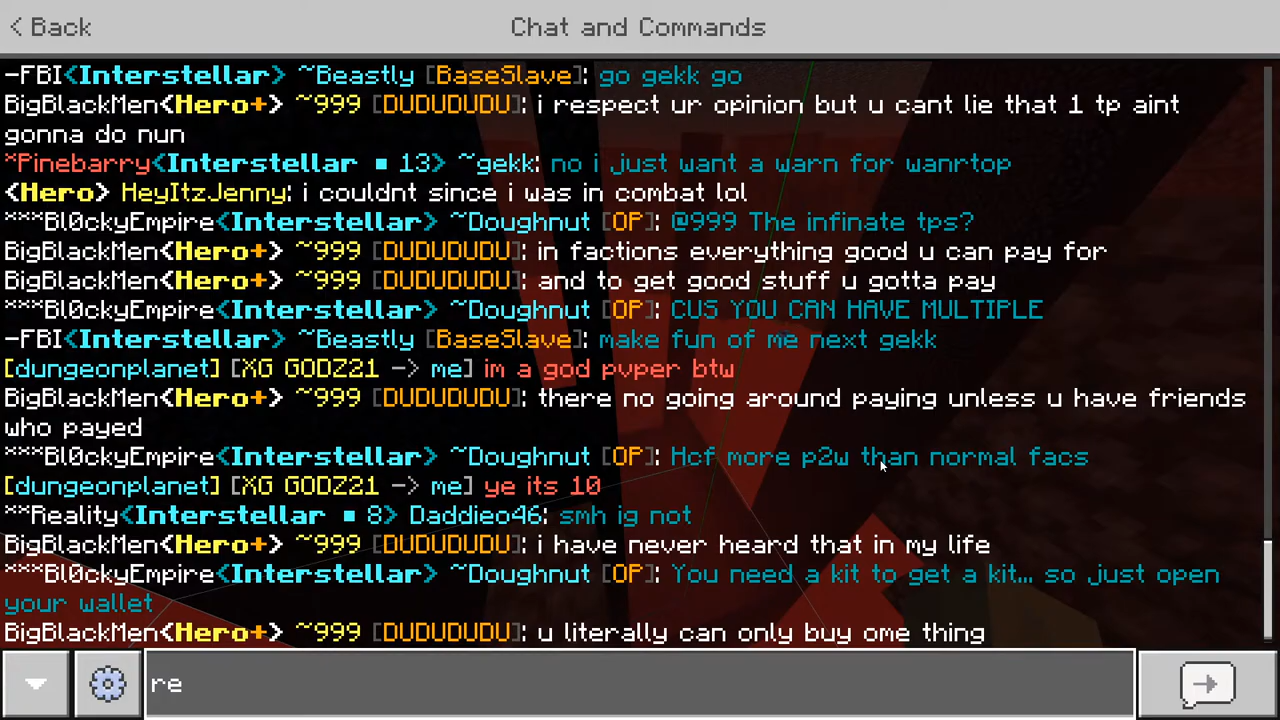 < Back
Chat and Commands
-FBI<Interstellar> ~Beastly [BaseSlave]: go gekk go
BigBlackMen<Hero+> ~999 [DUDUDUDU]: i respect ur opinion but u cant lie that 1 tp aint
gonna do nun
*Pinebarry<Interstellar ■ 13> ~gekk: no i just want a warn for wanrtop
<Hero> HeyItzJenny: i couldnt since i was in combat lol
***Bl0ckyEmpire<Interstellar> ~Doughnut [OP]: @999 The infinate tps?
BigBlackMen<Hero+> ~999 [DUDUDUDU]: in factions everything good u can pay for
BigBlackMen<Hero+> ~999 [DUDUDUDU]: and to get good stuff u gotta pay
***Bl0ckyEmpire<Interstellar> ~Doughnut [OP]: CUS YOU CAN HAVE MULTIPLE
-FBI<Interstellar> ~Beastly [BaseSlave]: make fun of me next gekk
[dungeonplanet] [XG GODZ21 -> me] im a god pvper btw
BigBlackMen<Hero+> ~999 [DUDUDUDU]: there no going around paying unless u have friends
who payed
***Bl0ckyEmpire<Interstellar> ~Doughnut [OP]: Hcf more p2w than normal facs
[dungeonplanet] [XG GODZ21 -> me] ye its 10
**Reality<Interstellar ■ 8> Daddieo46: smh ig not
BigBlackMen<Hero+> ~999 [DUDUDUDU]: i have never heard that in my life
***Bl0ckyEmpire<Interstellar> ~Doughnut [OP]: You need a kit to get a kit... so just open
your wallet
BigBlackMen<Hero+> ~999 [DUDUDUDU]: u literally can only buy ome thing
re